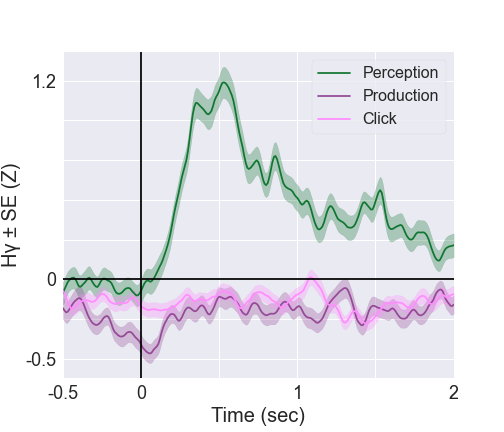 Perception
Production
Click
1.2
0
-0.5
Hγ ± SE (Z)
-0.5
0
1
2
Time (sec)